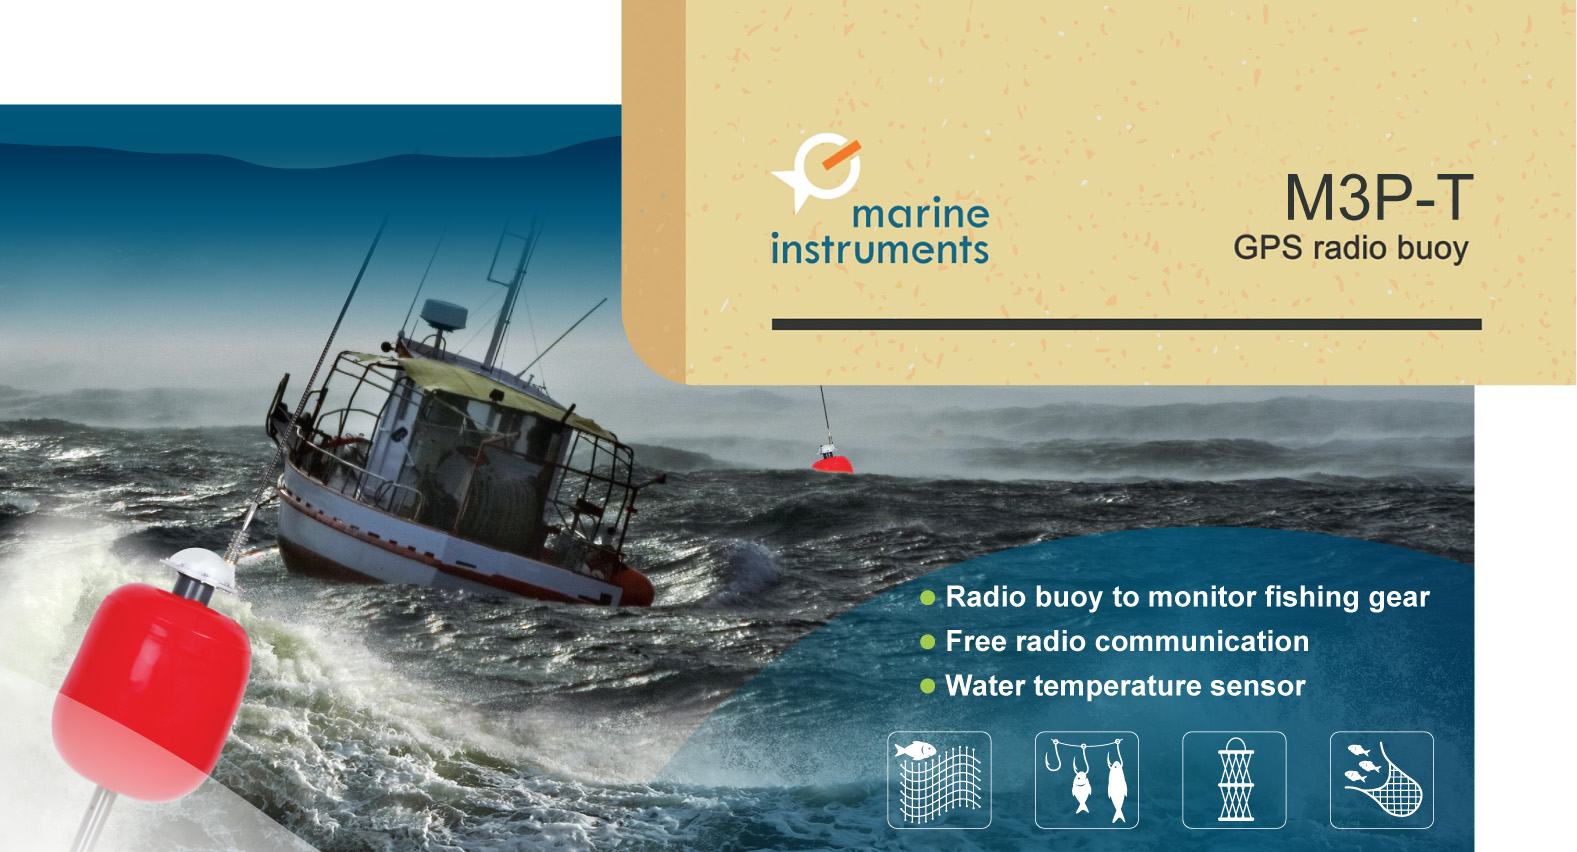 marine
instruments
M3P-T
GPS radio buoy
Radio buoy to monitor fishing gear
Free radio communication
Water temperature sensor